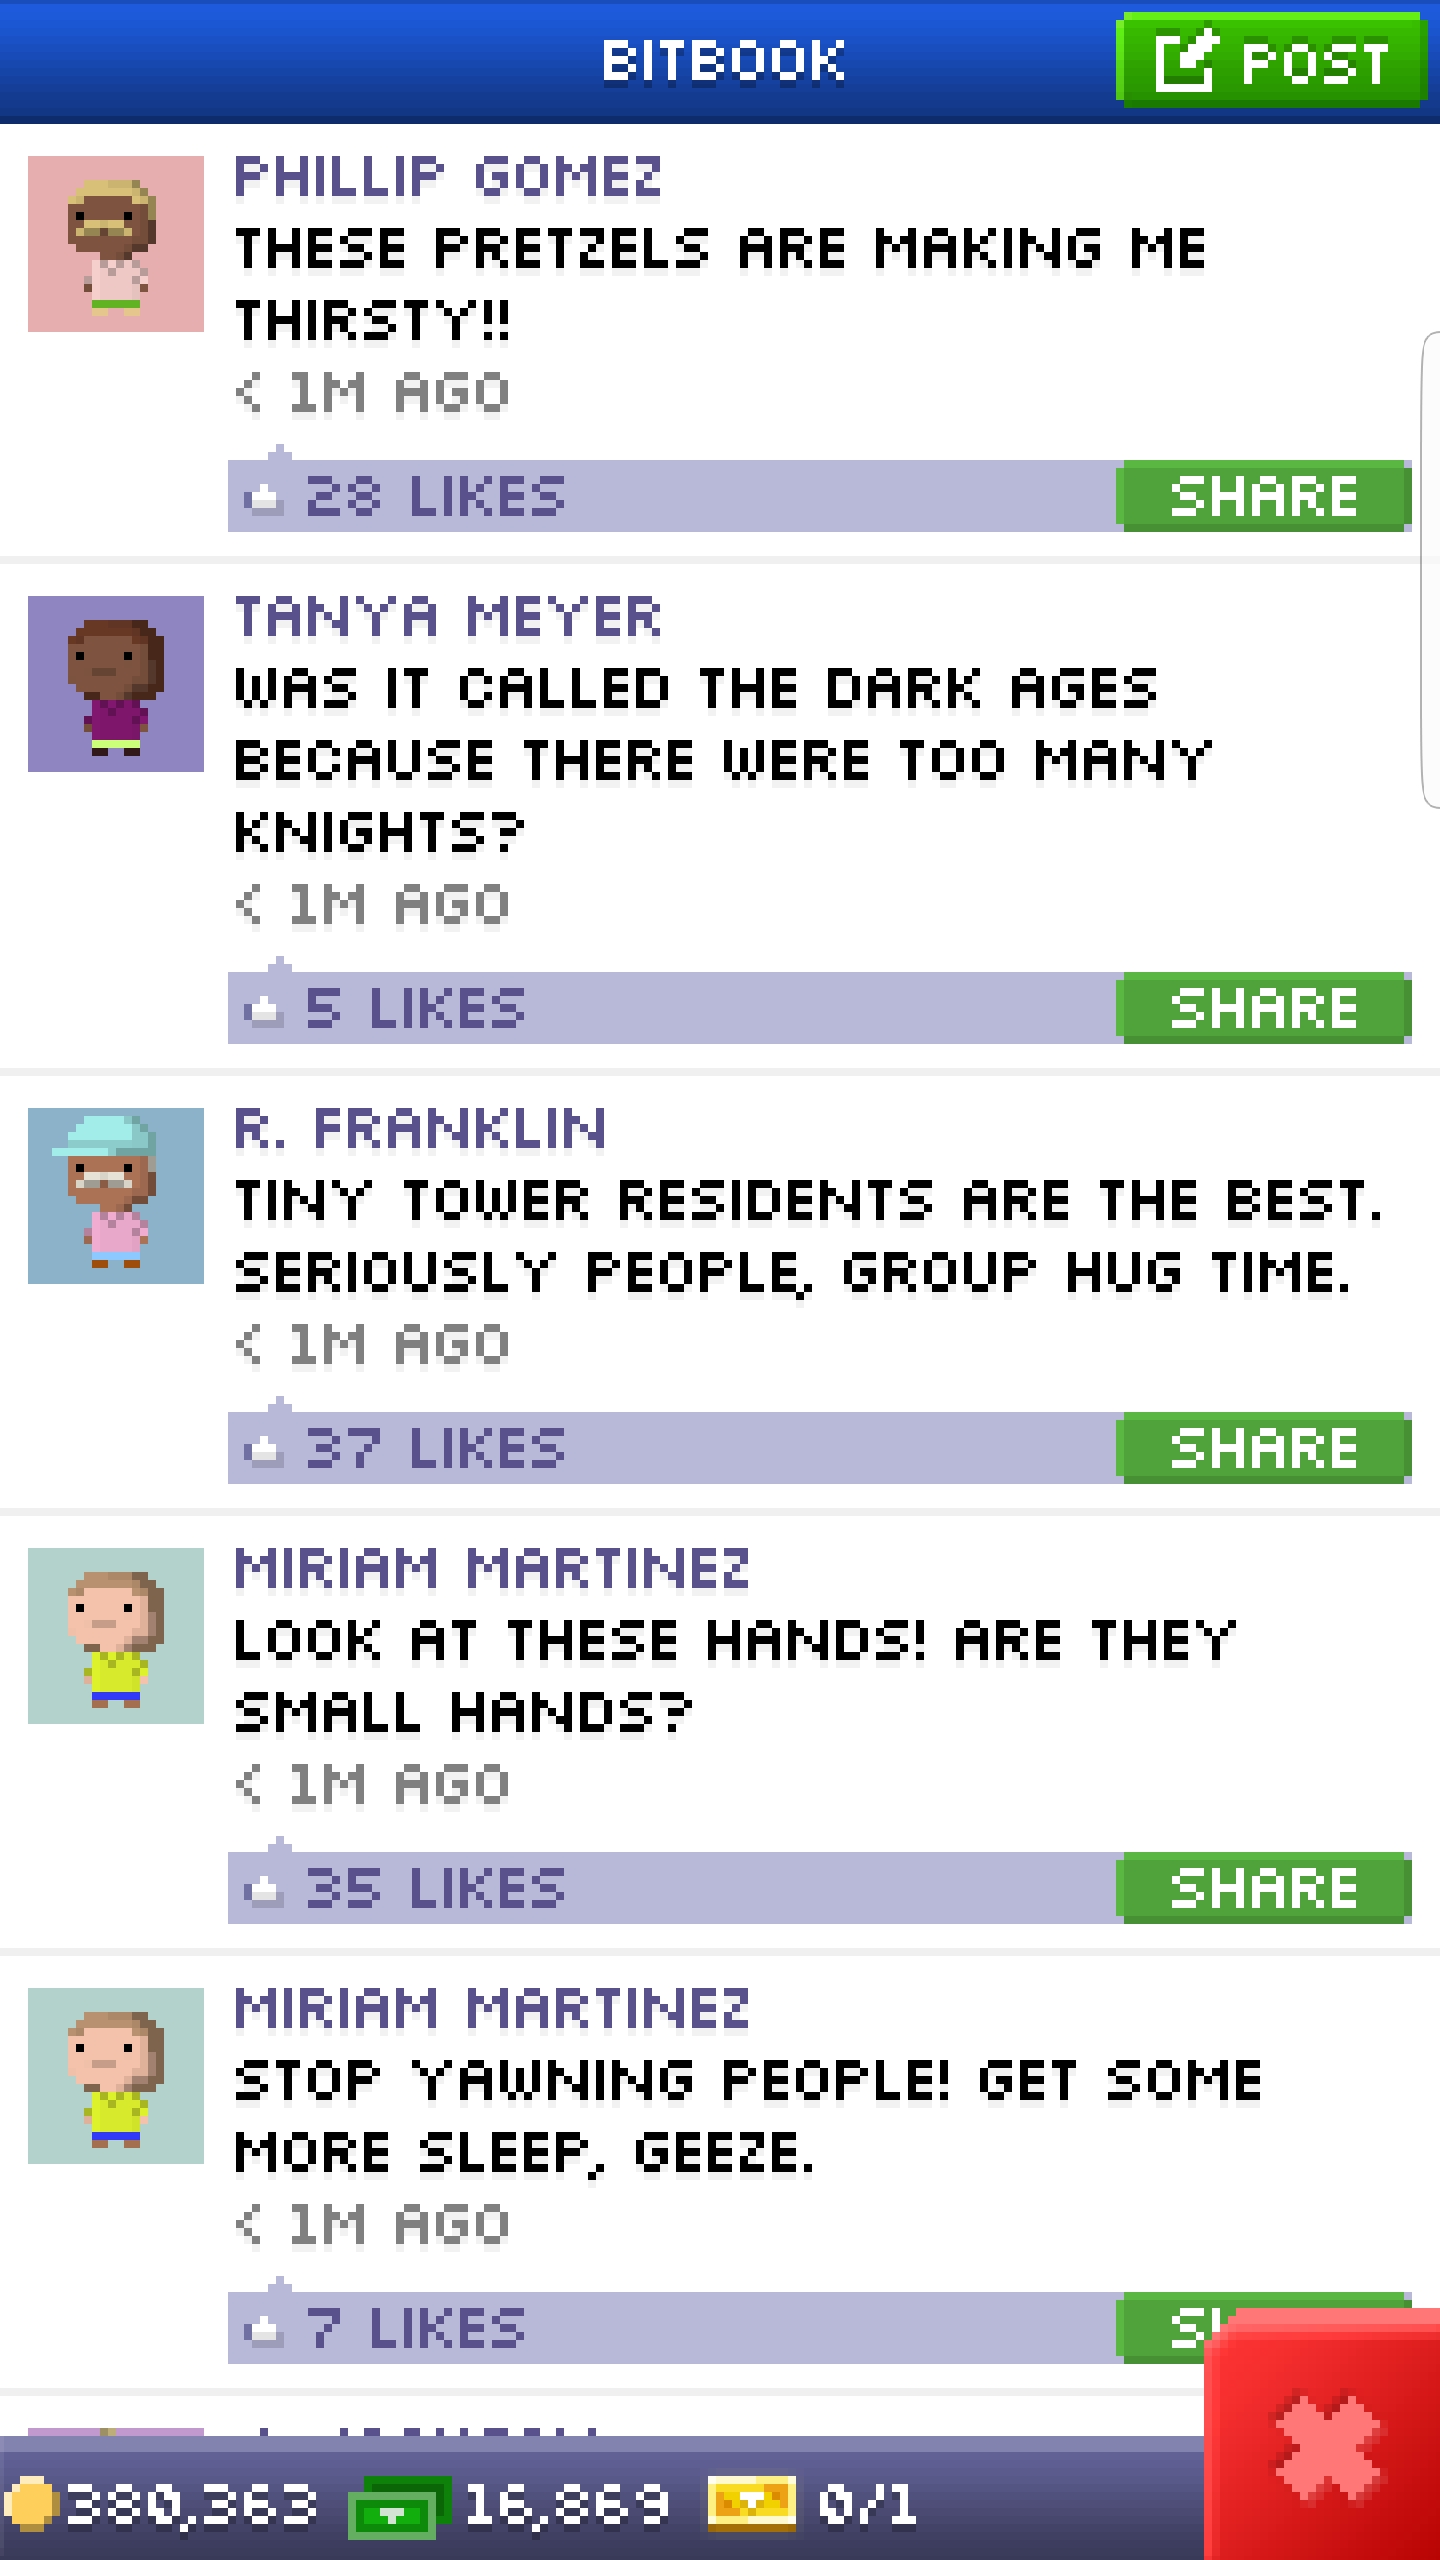 BITBOOK
POST
PHILLIP GOMEZ
THESE PRETZELS ARE MAKING ME
THIRSTY!!
< 1M AGO
28 LIKES
SHARE
TANYA MEYER
WAS IT CALLED THE DARK AGES
BECAUSE THERE WERE TOO MANY
KNIGHTS?
< 1M AGO
5 LIKES
SHARE
R. FRANKLIN
TINY TOWER RESIDENTS ARE THE BEST.
SERIOUSLY PEOPLE, GROUP HUG TIME.
< 1M AGO
37 LIKES
SHARE
MIRIAM MARTINEZ
LOOK AT THESE HANDS! ARE THEY
SMALL HANDS?
< 1M AGO
35 LIKES
SHARE
MIRIAM MARTINEZ
STOP YAWNING PEOPLE! GET SOME
MORE SLEEP, GEEZE.
< 1M AGO
7 LIKES
380,363
16,869
0/1